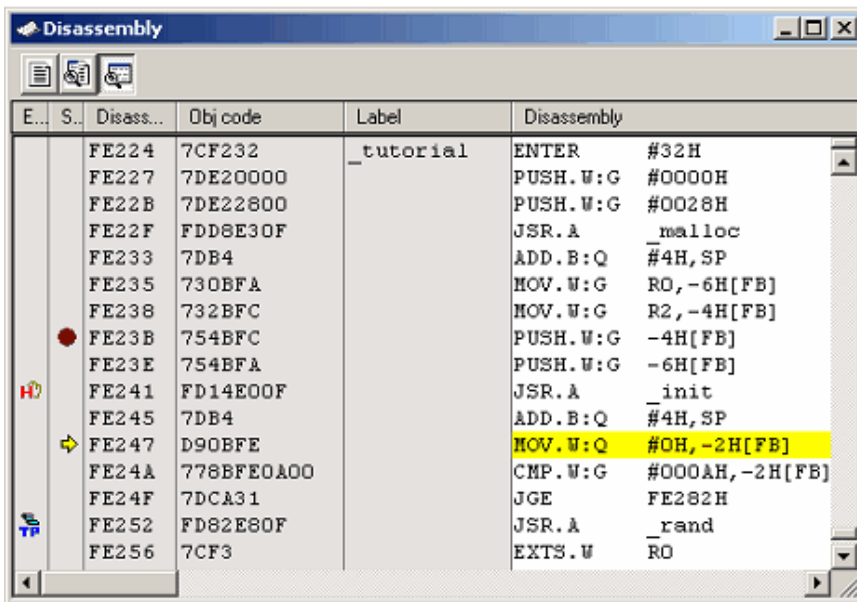 Disassembly
E... S.. Disass... Obj code Label Disassembly
FE224 7CF232 _tutorial ENTER #32H
FE227 7DE20000 PUSH.W:G #0000H
FE22B 7DE22800 PUSH.W:G #0028H
FE22F FDD8E30F JSR.A _malloc
FE233 7DB4 ADD.B:Q #4H,SP
FE235 730BFA MOV.W:G R0,-6H[FB]
FE238 732BFC MOV.W:G R2,-4H[FB]
FE23B 754BFC PUSH.W:G -4H[FB]
FE23E 754BFA PUSH.W:G -6H[FB]
H FE241 FD14E00F JSR.A _init
FE245 7DB4 ADD.B:Q #4H,SP
FE247 D90BFE MOV.W:Q #0H,-2H[FB]
FE24A 778BFE0A00 CMP.W:G #000AH,-2H[FB]
FE24F 7DCA31 JGE FE282H
TP FE252 FD82E80F JSR.A _rand
FE256 7CF3 EXTS.W R0